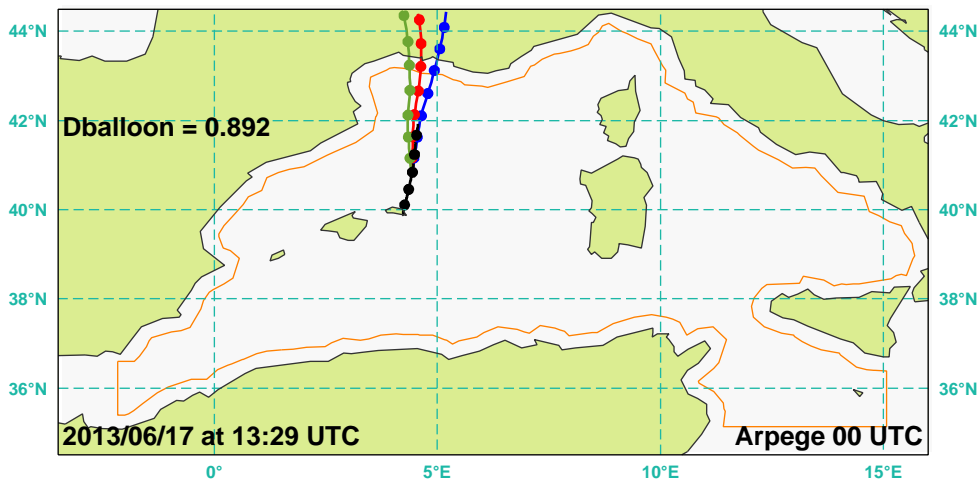 44°N 44°N
42°N 42°N
Dballoon = 0.892
40°N 40°N
38°N 38°N
36°N 36°N
2013/06/17 at 13:29 UTC Arpege 00 UTC
0° 5°E 10°E 15°E